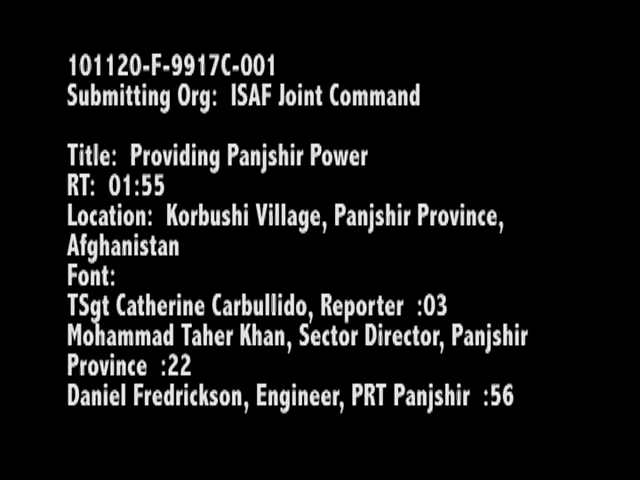 101120-F-9917C-001
Submitting Org:  ISAF Joint Command
Title:  Providing Panjshir Power
RT:  01:55
Location:  Korbushi Village, Panjshir Province,
Afghanistan
Font:
TSgt Catherine Carbullido, Reporter  :03
Mohammad Taher Khan, Sector Director, Panjshir
Province  :22
Daniel Fredrickson, Engineer, PRT Panjshir  :56